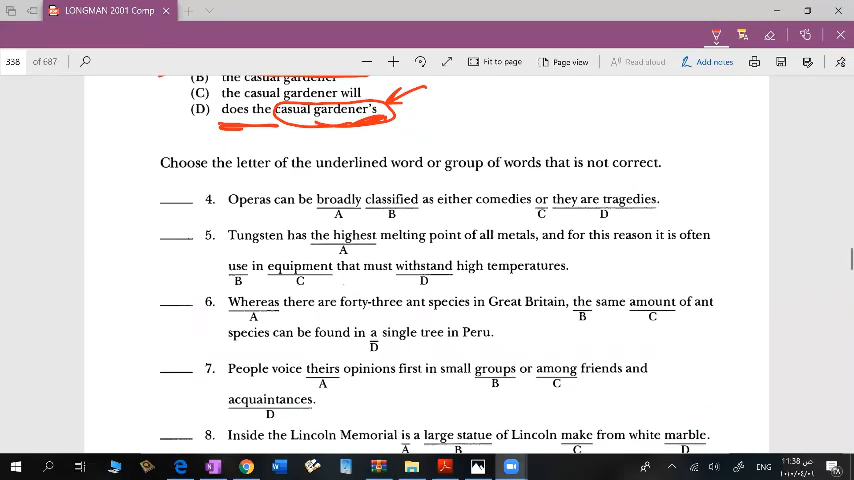 LONGMAN 2001 Comp
338 of 687
Fit to page
Page view
Read aloud
Add notes
(B) the casual gardener
(C) the casual gardener will
(D) does the casual gardener's
Choose the letter of the underlined word or group of words that is not correct.
4. Operas can be broadly classified as either comedies or they are tragedies.
A B C D
5. Tungsten has the highest melting point of all metals, and for this reason it is often
A
use in equipment that must withstand high temperatures.
B C D
6. Whereas there are forty-three ant species in Great Britain, the same amount of ant
A B C
species can be found in a single tree in Peru.
D
7. People voice theirs opinions first in small groups or among friends and
A B C
acquaintances.
D
8. Inside the Lincoln Memorial is a large statue of Lincoln make from white marble.
A B C D
ENG
11:38 ص